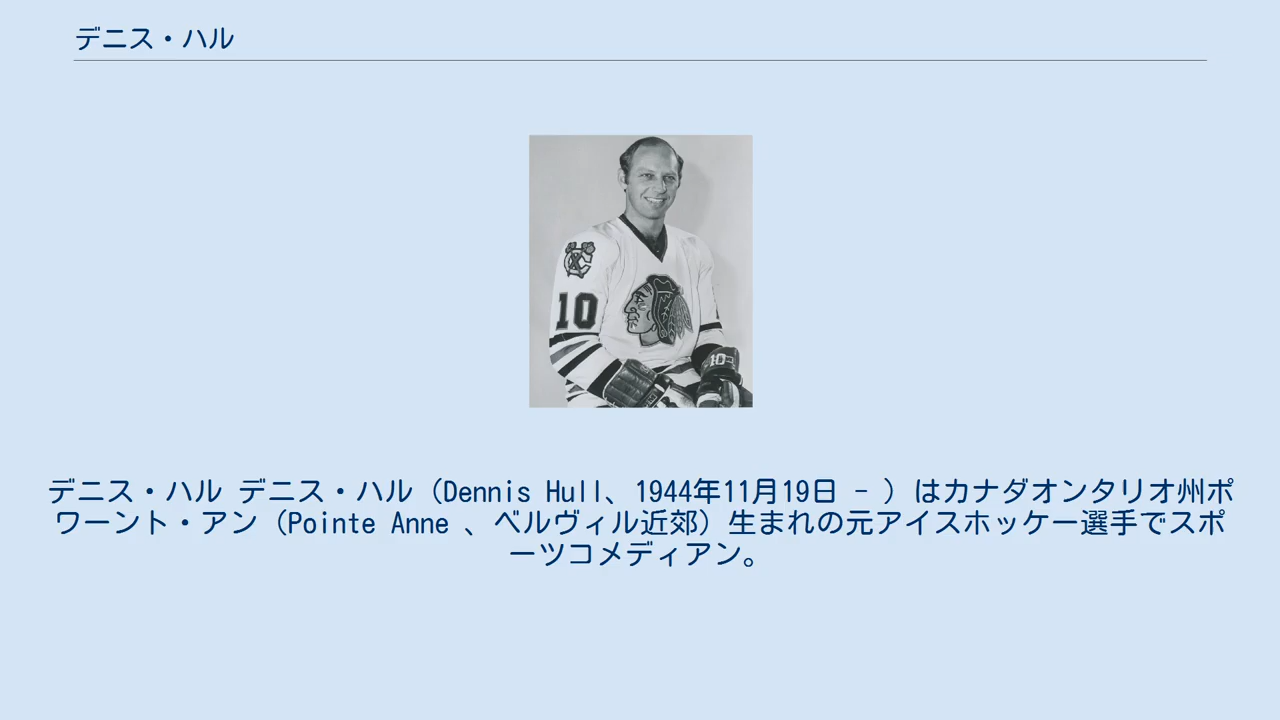 デニス・ハル
10
10
デニス・ハル デニス・ハル（Dennis Hull、1944年11月19日 - ）はカナダオンタリオ州ポ
ワーント・アン（Pointe Anne 、ベルヴィル近郊）生まれの元アイスホッケー選手でスポ
ーツコメディアン。